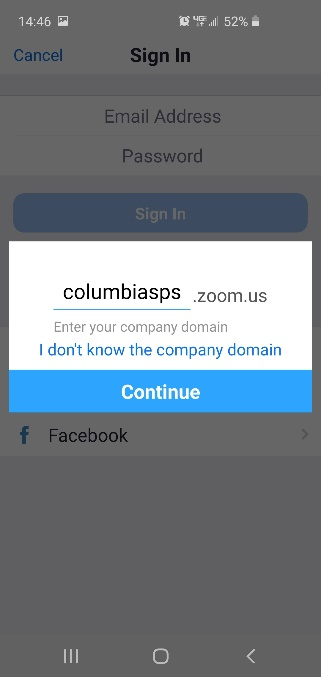 14:46 52%
Cancel Sign In
Email Address
Password
Sign In
columbiasps .zoom.us
Enter your company domain
I don't know the company domain
Continue
f Facebook